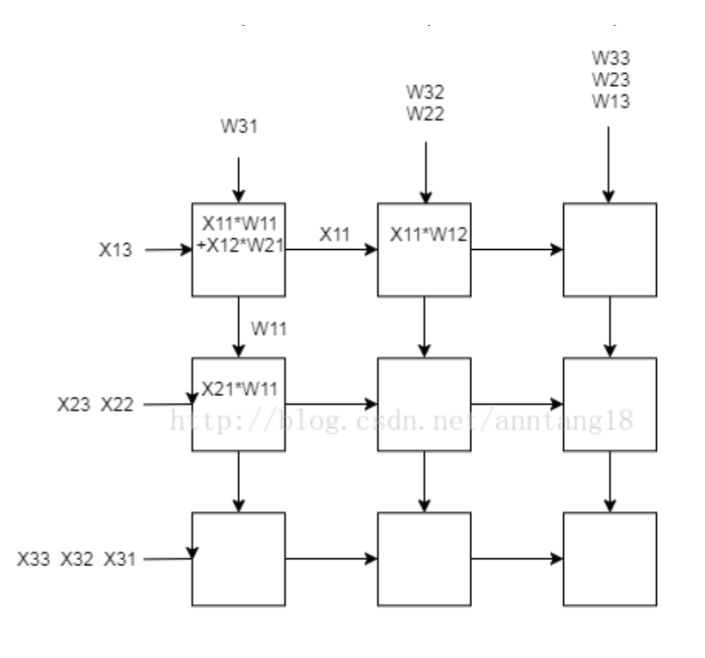 W33
W23
W13
W32
W22
W31
X13
X11*W11
+X12*W21
X11
X11*W12
W11
X23 X22
X21*W11
http://blog.csdn.net/anntang18
X33 X32 X31